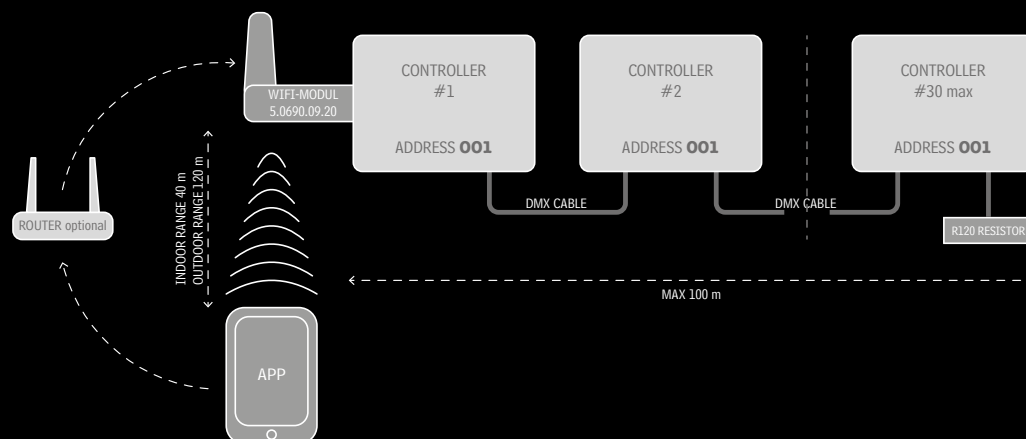 WIFI-MODUL
5.0690.09.20
CONTROLLER
#1
ADDRESS 001
CONTROLLER
#2
ADDRESS 001
CONTROLLER
#30 max
ADDRESS 001
DMX CABLE
DMX CABLE
R120 RESISTOR
ROUTER optional
INDOOR RANGE 40 m
OUTDOOR RANGE 120 m
MAX 100 m
APP